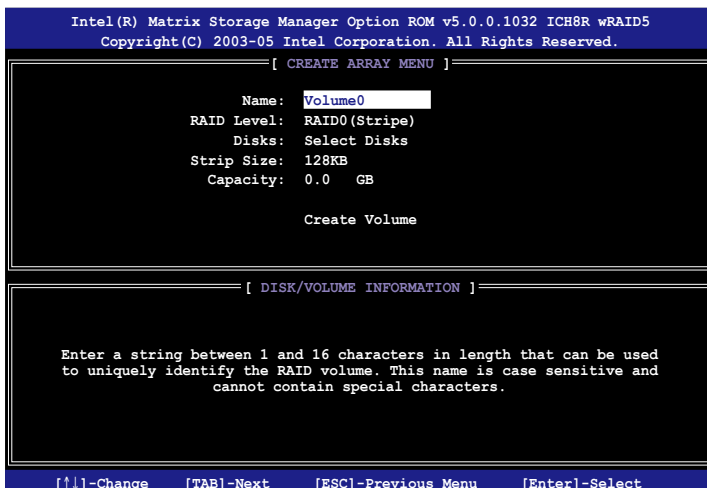 Intel(R) Matrix Storage Manager Option ROM v5.0.0.1032 ICH8R wRAID5
Copyright(C) 2003-05 Intel Corporation. All Rights Reserved.
[ CREATE ARRAY MENU ]
Name: Volume0
RAID Level: RAID0(Stripe)
Disks: Select Disks
Strip Size: 128KB
Capacity: 0.0 GB
Create Volume
[ DISK/VOLUME INFORMATION ]
Enter a string between 1 and 16 characters in length that can be used
to uniquely identify the RAID volume. This name is case sensitive and
cannot contain special characters.
[↑↓]-Change [TAB]-Next [ESC]-Previous Menu [Enter]-Select